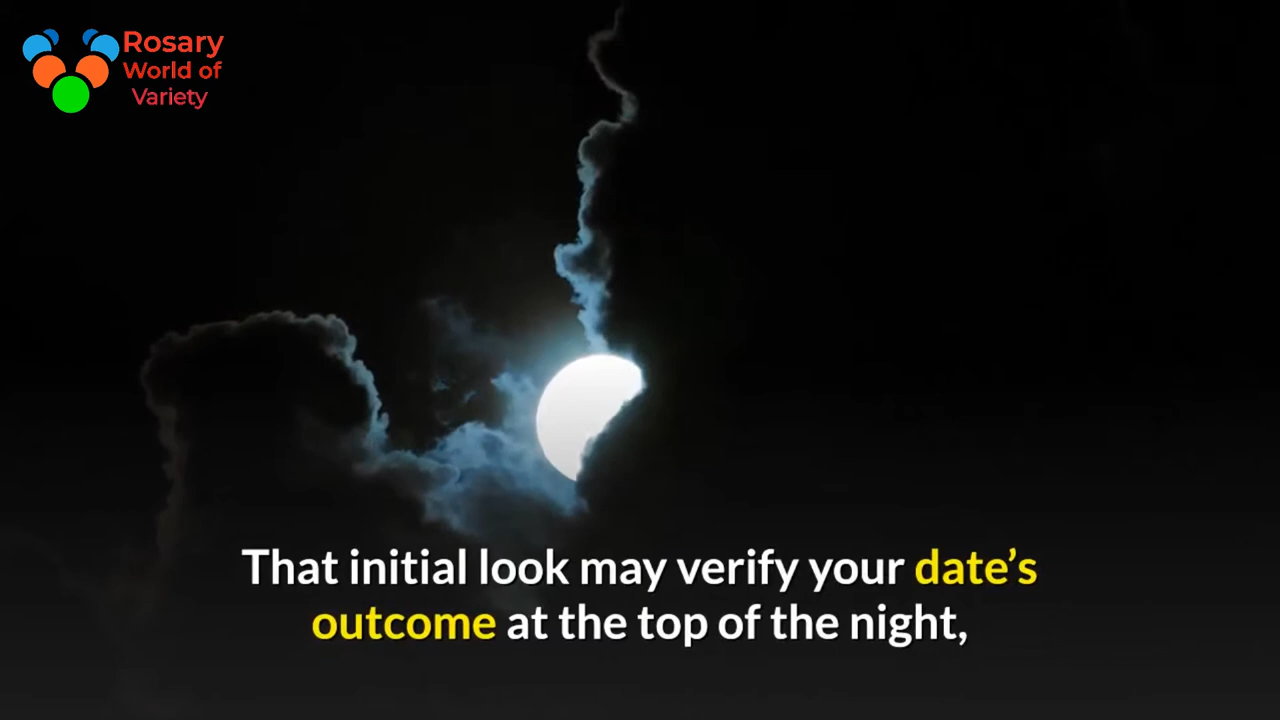 Rosary
World of
Variety
That initial look may verify your date’s
outcome at the top of the night,